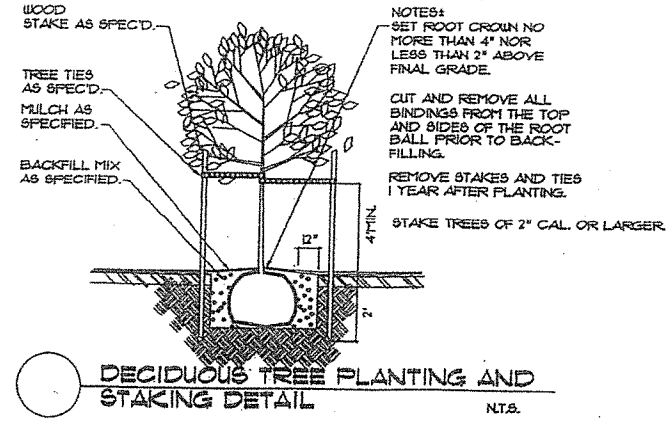 WOOD
STAKE AS SPEC'D.
TREE TIES
AS SPEC'D.
MULCH AS
SPECIFIED.
BACKFILL MIX
AS SPECIFIED.
NOTES:
SET ROOT CROWN NO
MORE THAN 4" NOR
LESS THAN 2" ABOVE
FINAL GRADE.
CUT AND REMOVE ALL
BINDINGS FROM THE TOP
AND SIDES OF THE ROOT
BALL PRIOR TO BACK-
FILLING.
REMOVE STAKES AND TIES
1 YEAR AFTER PLANTING.
STAKE TREES OF 2" CAL. OR LARGER.
12"
4' MIN.
2'
DECIDUOUS TREE PLANTING AND
STAKING DETAIL
N.T.S.